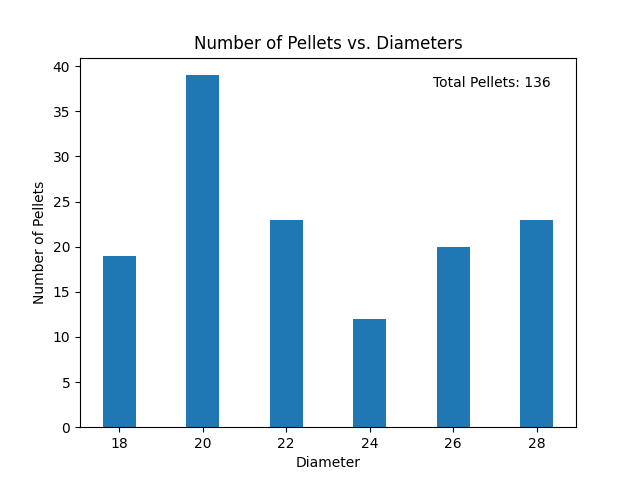 Number of Pellets vs. Diameters
Total Pellets: 136
Number of Pellets
40
35
30
25
20
15
10
5
0
18 20 22 24 26 28
Diameter